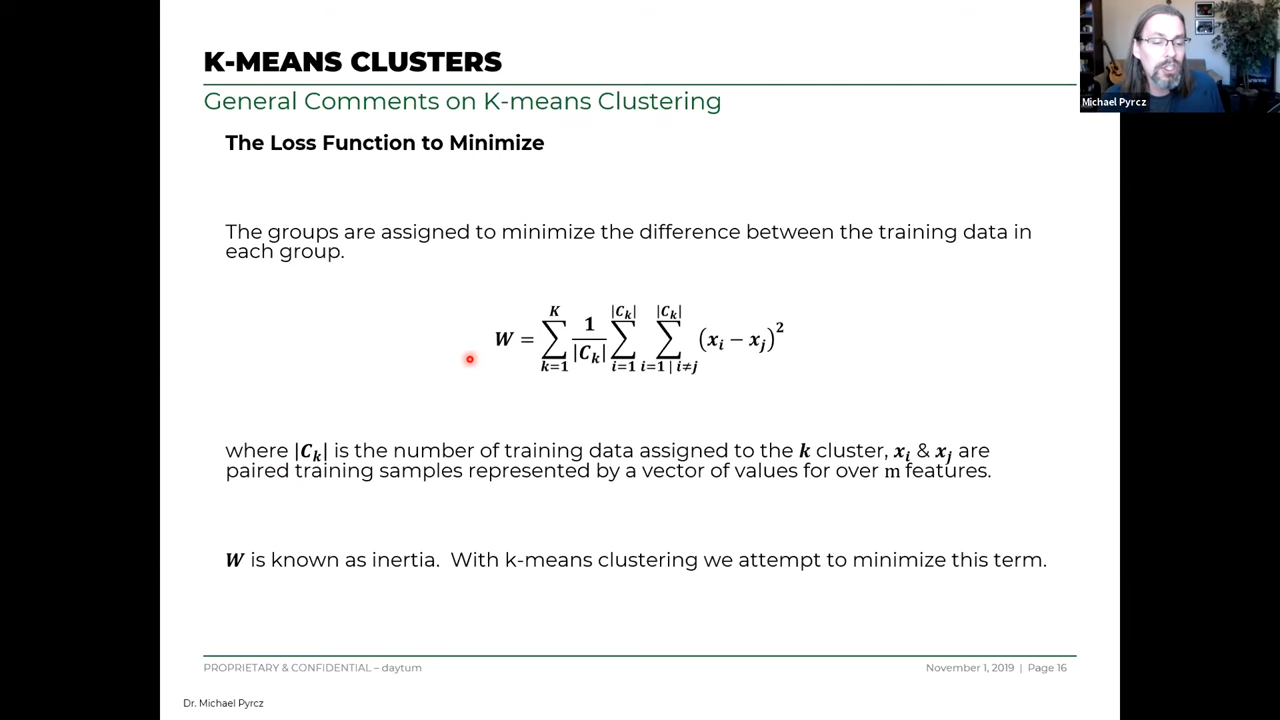 K-MEANS CLUSTERS
General Comments on K-means Clustering
The Loss Function to Minimize
The groups are assigned to minimize the difference between the training data in
each group.
W = ∑_{k=1}^{K} 1/|C_k| ∑_{i=1}^{|C_k|} ∑_{i=1 | i≠j}^{|C_k|} (x_i − x_j)^2
where |C_k| is the number of training data assigned to the k cluster, x_i & x_j are
paired training samples represented by a vector of values for over m features.
W is known as inertia. With k-means clustering we attempt to minimize this term.
PROPRIETARY & CONFIDENTIAL – daytum
November 1, 2019 | Page 16
Dr. Michael Pyrcz
Michael Pyrcz